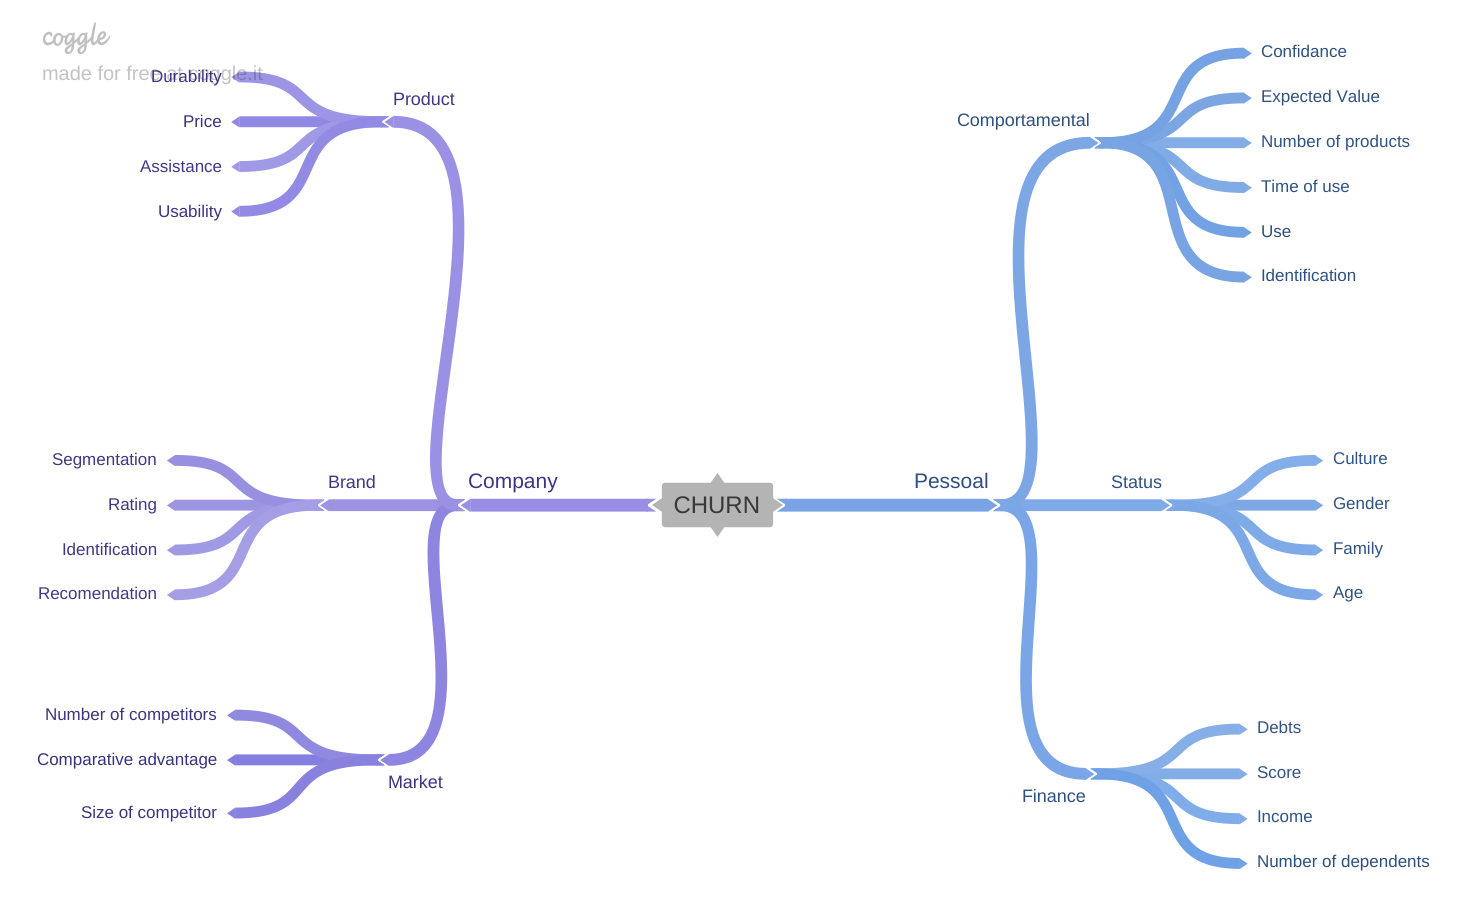 coggle
made for free at coggle.it
Durability
Price
Assistance
Usability
Product
Segmentation
Rating
Identification
Recomendation
Brand
Company
Number of competitors
Comparative advantage
Size of competitor
Market
CHURN
Pessoal
Comportamental
Confidance
Expected Value
Number of products
Time of use
Use
Identification
Status
Culture
Gender
Family
Age
Finance
Debts
Score
Income
Number of dependents